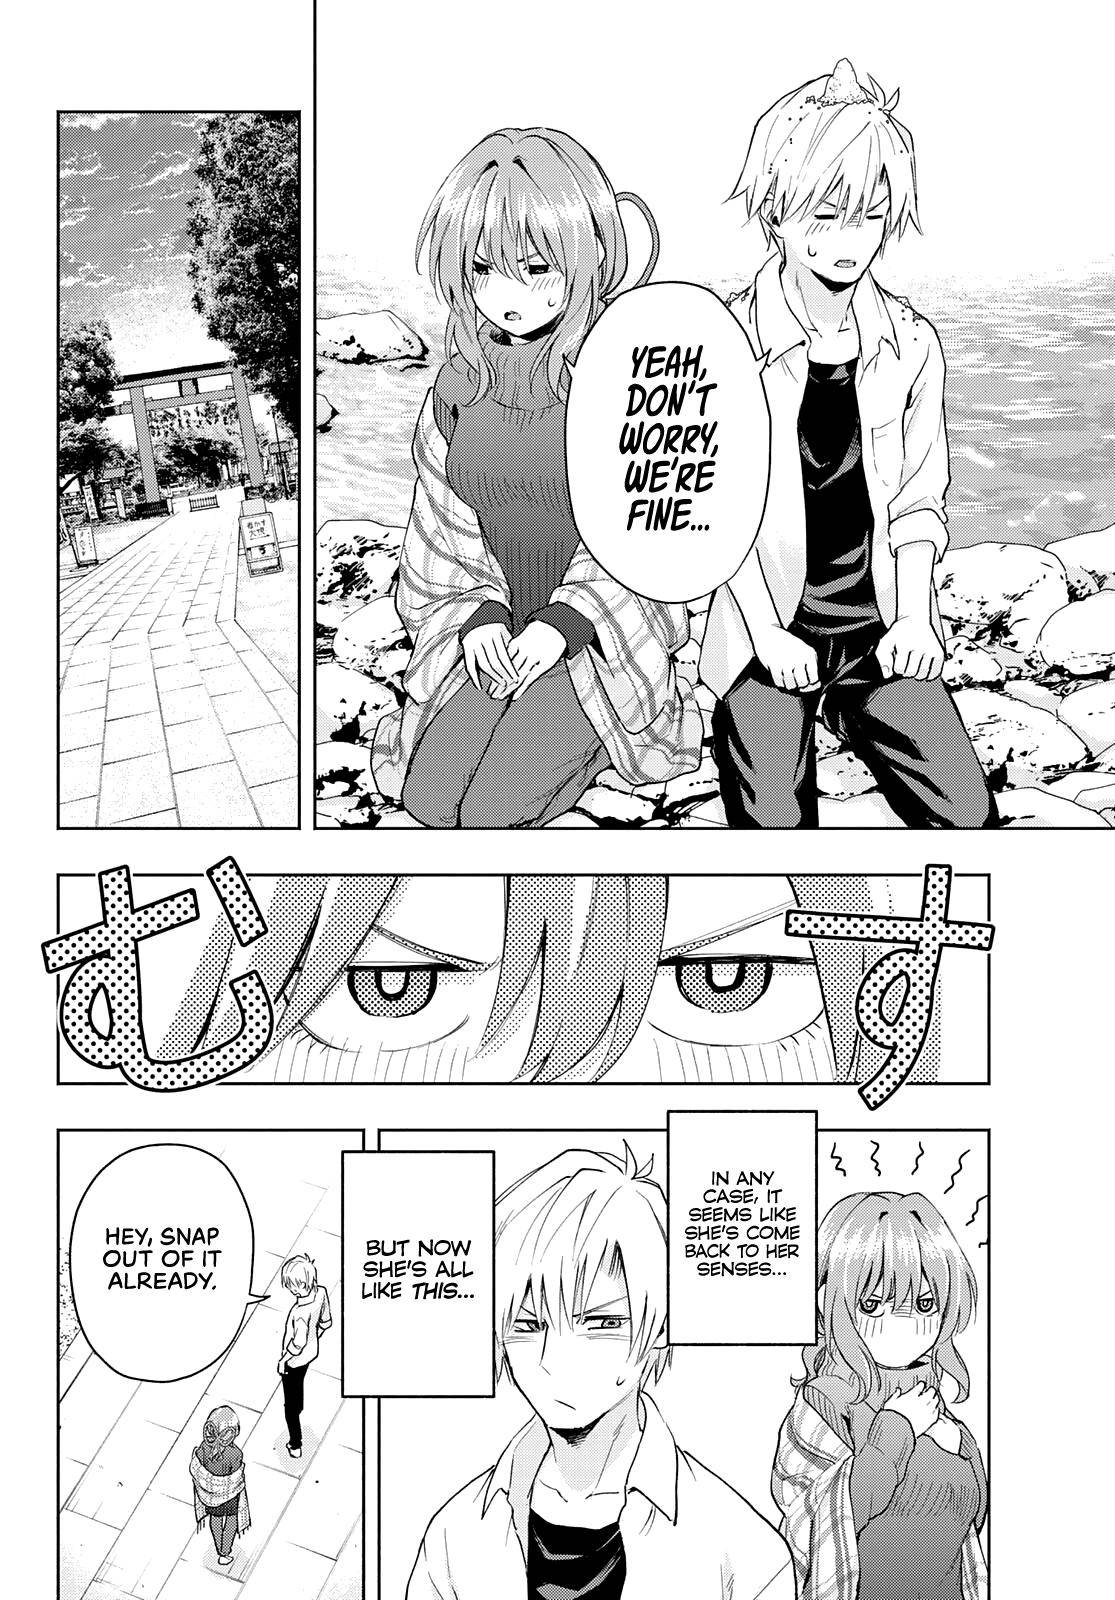 YEAH,
DON'T
WORRY,
WE'RE
FINE...
む
す
IN ANY
CASE, IT
SEEMS LIKE
SHE'S COME
BACK TO HER
SENSES...
BUT NOW
SHE'S ALL
LIKE THIS...
HEY, SNAP
OUT OF IT
ALREADY.